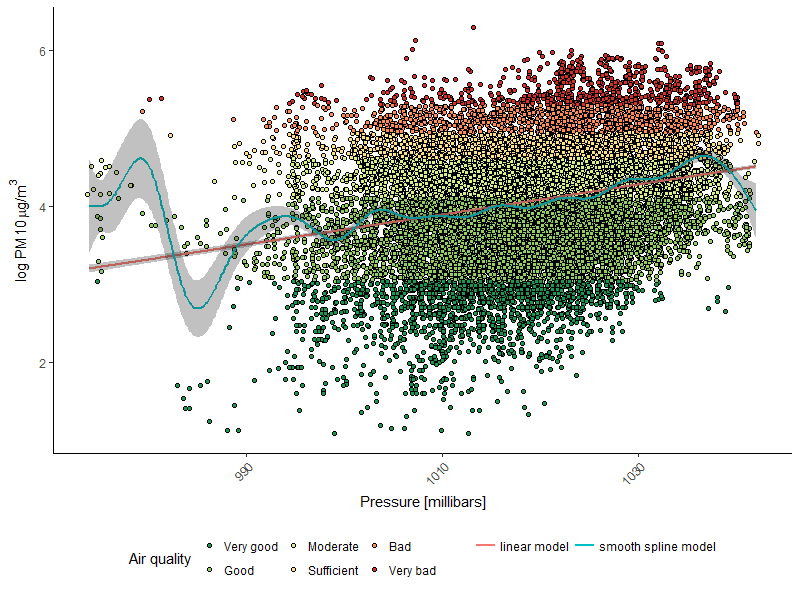 6
4
2
log PM10 μg/m³
990
1010
1030
Pressure [millibars]
Air quality
Very good
Moderate
Bad
linear model
smooth spline model
Good
Sufficient
Very bad